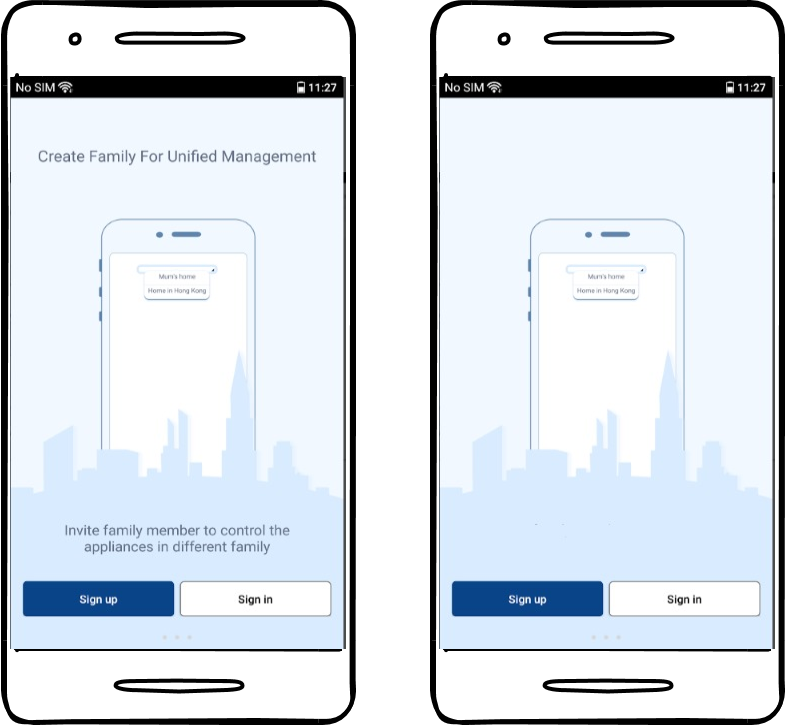 No SIM 11:27
Create Family For Unified Management
Mum's home
Home in Hong Kong
Invite family member to control the
appliances in different family
Sign up Sign in
No SIM 11:27
Mum's home
Home in Hong Kong
Sign up Sign in